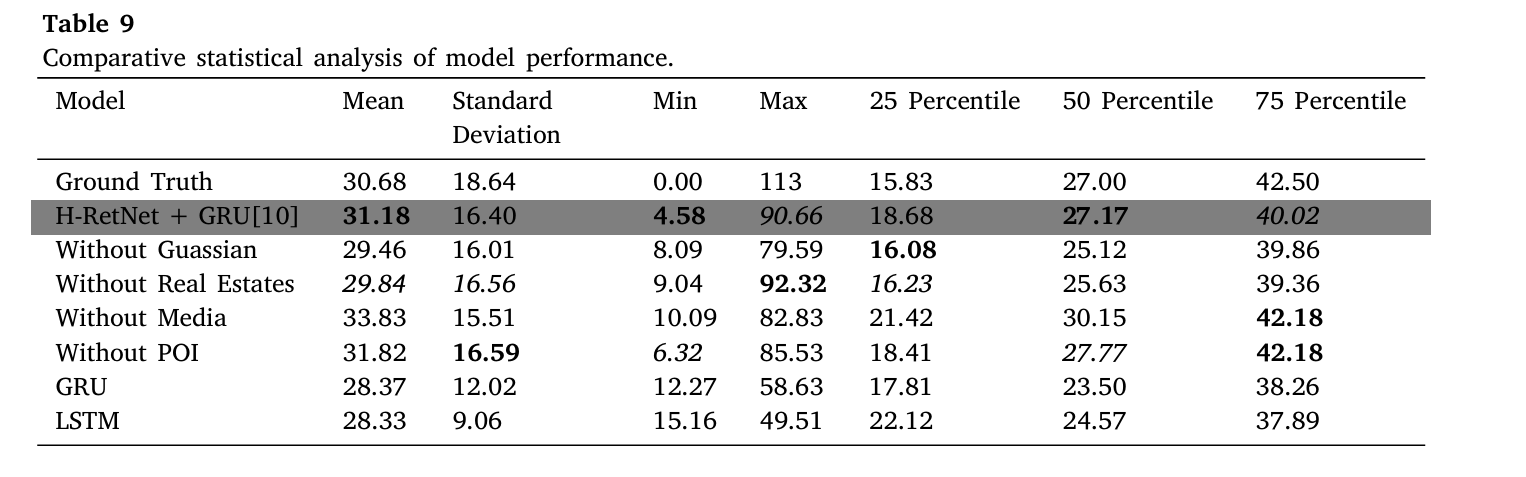 Table 9
Comparative statistical analysis of model performance.
Model Mean Standard Deviation Min Max 25 Percentile 50 Percentile 75 Percentile
Ground Truth 30.68 18.64 0.00 113 15.83 27.00 42.50
H-RetNet + GRU[10] 31.18 16.40 4.58 90.66 18.68 27.17 40.02
Without Guassian 29.46 16.01 8.09 79.59 16.08 25.12 39.86
Without Real Estates 29.84 16.56 9.04 92.32 16.23 25.63 39.36
Without Media 33.83 15.51 10.09 82.83 21.42 30.15 42.18
Without POI 31.82 16.59 6.32 85.53 18.41 27.77 42.18
GRU 28.37 12.02 12.27 58.63 17.81 23.50 38.26
LSTM 28.33 9.06 15.16 49.51 22.12 24.57 37.89